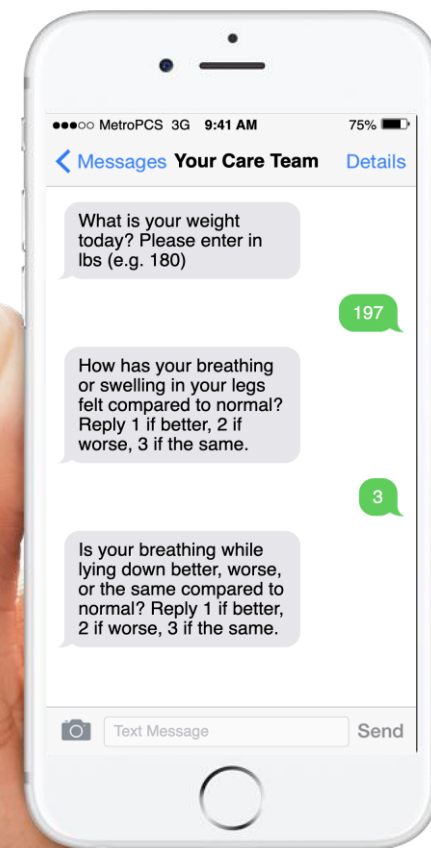 ●●●○○ MetroPCS 3G 9:41 AM 75%
Messages Your Care Team Details
What is your weight
today? Please enter in
lbs (e.g. 180)
197
How has your breathing
or swelling in your legs
felt compared to normal?
Reply 1 if better, 2 if
worse, 3 if the same.
3
Is your breathing while
lying down better, worse,
or the same compared to
normal? Reply 1 if better,
2 if worse, 3 if the same.
Text Message Send